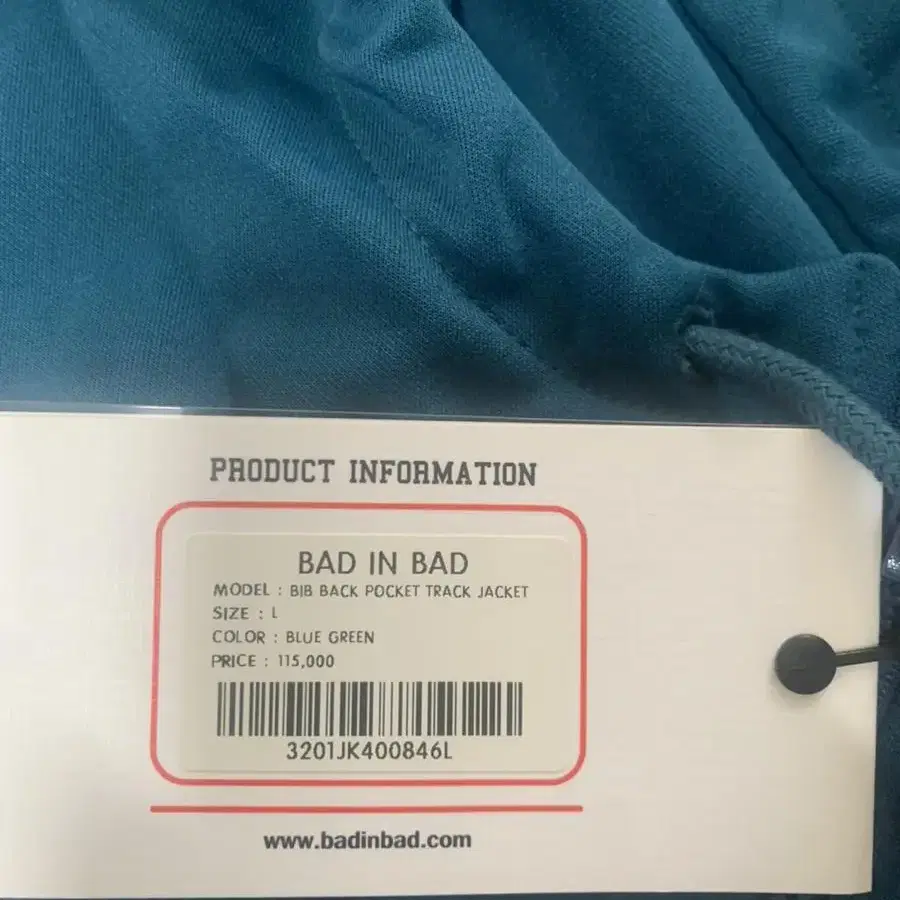 PRODUCT INFORMATION
BAD IN BAD
MODEL : BIB BACK POCKET TRACK JACKET
SIZE : L
COLOR : BLUE GREEN
PRICE : 115,000
3201JK400846L
www.badinbad.com